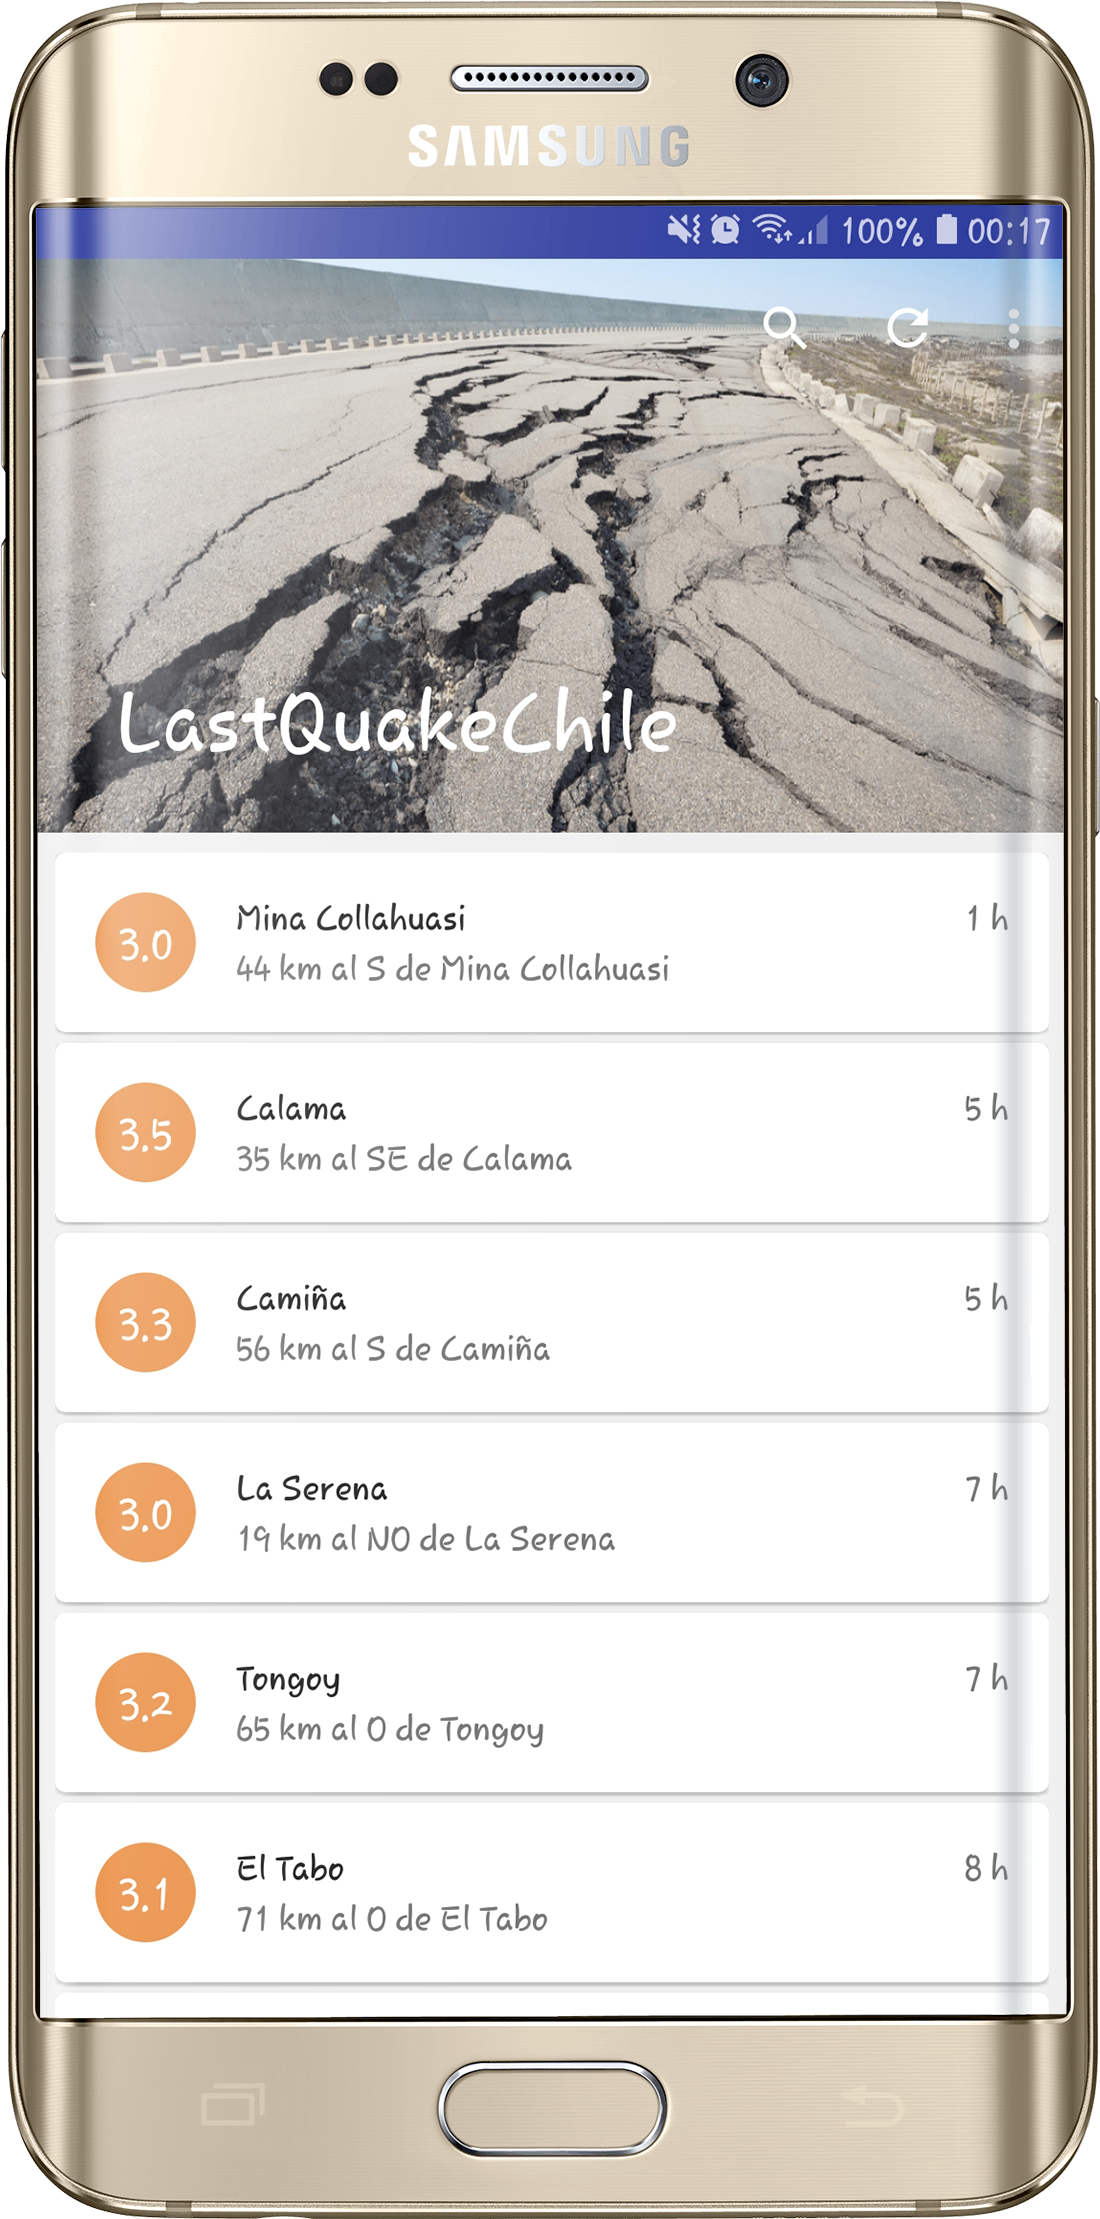 SAMSUNG
100% 00:17
LastQuakeChile
3.0
Mina Collahuasi
1 h
44 km al S de Mina Collahuasi
3.5
Calama
5 h
35 km al SE de Calama
3.3
Camiña
5 h
56 km al S de Camiña
3.0
La Serena
7 h
19 km al NO de La Serena
3.2
Tongoy
7 h
65 km al O de Tongoy
3.1
El Tabo
8 h
71 km al O de El Tabo